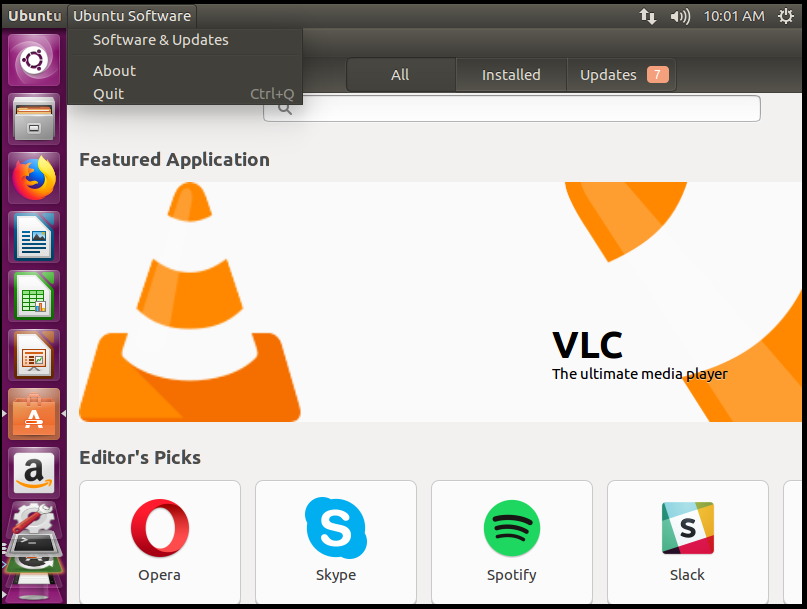 Ubuntu Ubuntu Software 10:01 AM
Software & Updates
About
Quit Ctrl+Q
All Installed Updates 7
Featured Application
VLC
The ultimate media player
Editor's Picks
Opera Skype Spotify Slack